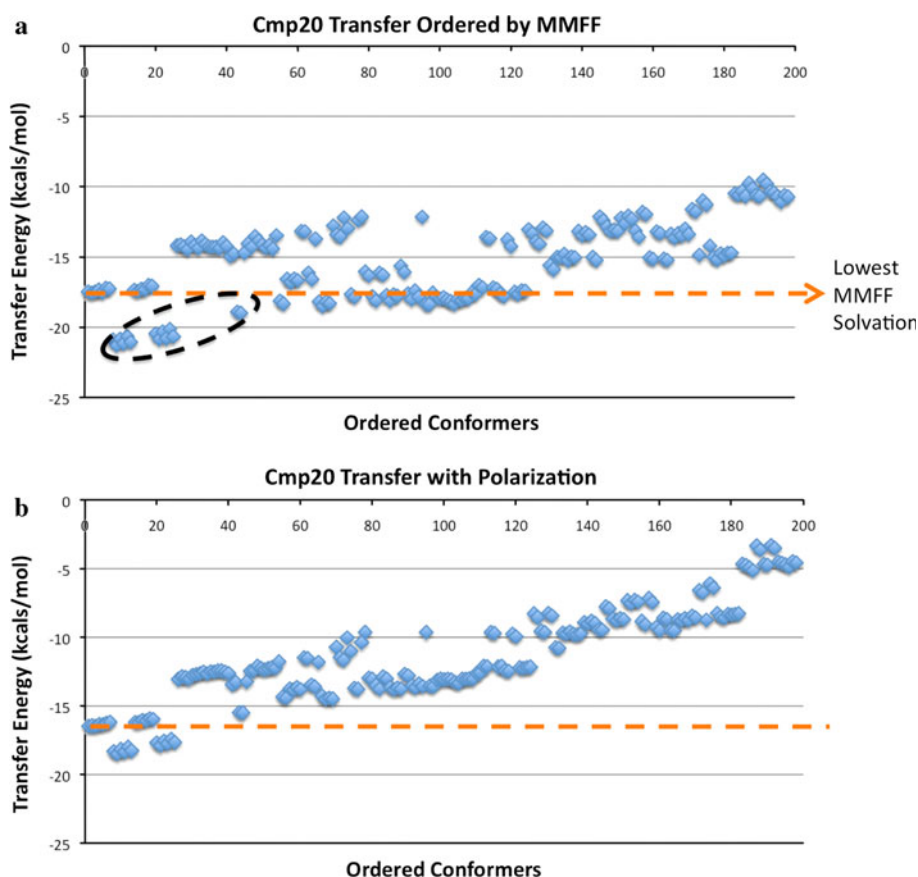 a
Cmp20 Transfer Ordered by MMFF
0
0 20 40 60 80 100 120 140 160 180 200
-5
-10
-15
-20
-25
Transfer Energy (kcals/mol)
Lowest
MMFF
Solvation
Ordered Conformers
b
Cmp20 Transfer with Polarization
0
0 20 40 60 80 100 120 140 160 180 200
-5
-10
-15
-20
-25
Transfer Energy (kcals/mol)
Ordered Conformers